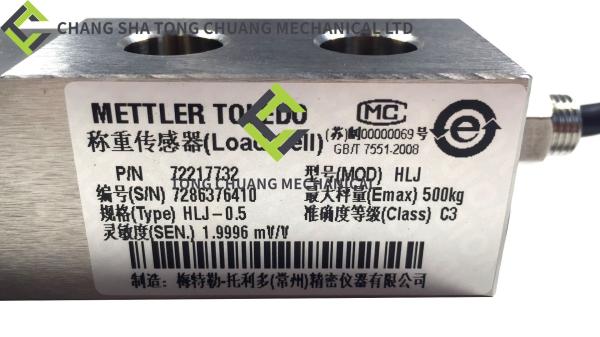 CHANG SHA TONG CHUANG MECHANICAL LTD
METTLER TOLEDO
MC
称重传感器(Load Cell)
(苏)制00000069号
GB/T 7551-2008
e
P/N 72217732
型号(MOD) HLJ
TONG CHUANG MECHANICAL
编号(S/N) 7286376410
最大秤量(Emax) 500kg
规格(Type) HLJ-0.5
准确度等级(Class) C3
灵敏度(SEN.) 1.9996 mV/V
制造：梅特勒-托利多(常州)精密仪器有限公司